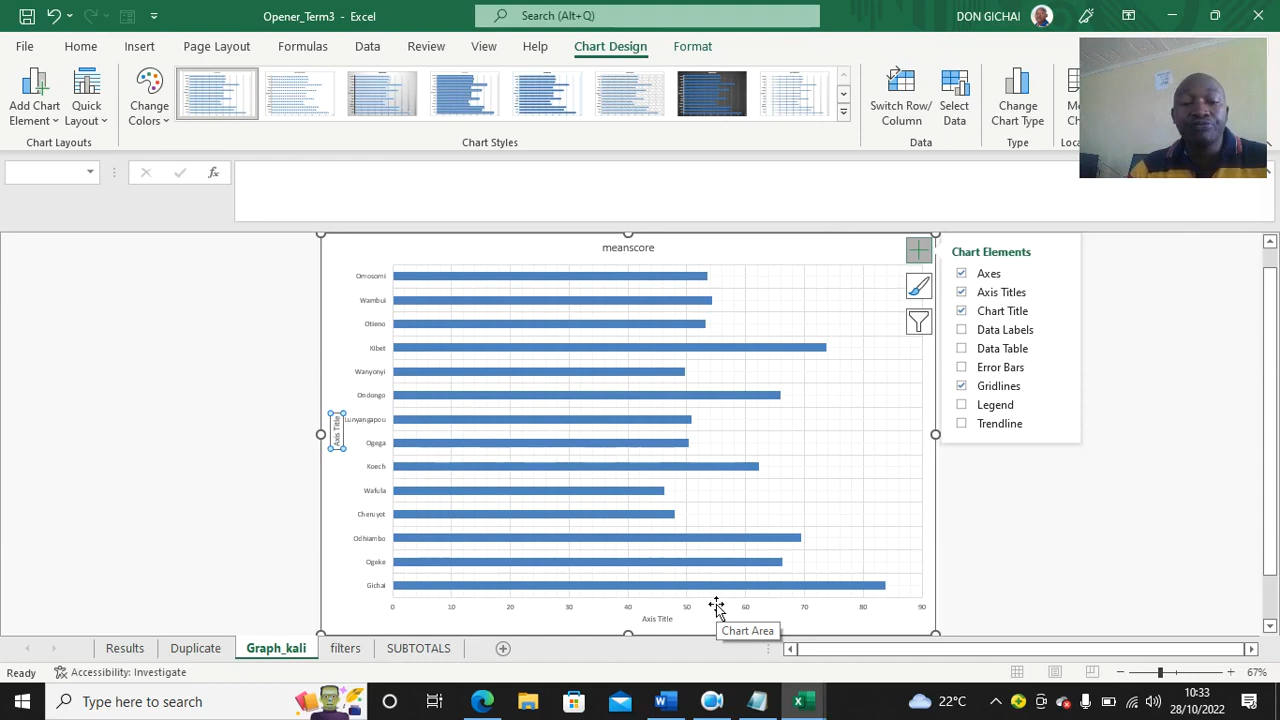 Opener_Term3 - Excel
Search (Alt+Q)
DON GICHAI
File Home Insert Page Layout Formulas Data Review View Help Chart Design Format
Add Chart Element
Quick Layout
Change Colors
Switch Row/ Column
Select Data
Change Chart Type
Chart Layouts
Chart Styles
Data
Type
fx
meanscore
Omosomi
Wambui
Otieno
Kibet
Wanyonyi
Ondongo
Lunyangapou
Ogega
Koech
Wafula
Cheruyot
Odhiambo
Ogeke
Gichai
Axis Title
0 10 20 30 40 50 60 70 80 90
Axis Title
Chart Area
Chart Elements
Axes
Axis Titles
Chart Title
Data Labels
Data Table
Error Bars
Gridlines
Legend
Trendline
Results Duplicate Graph_kali filters SUBTOTALS
Ready Accessibility: Investigate
67%
Type here to search
22°C
10:33
28/10/2022